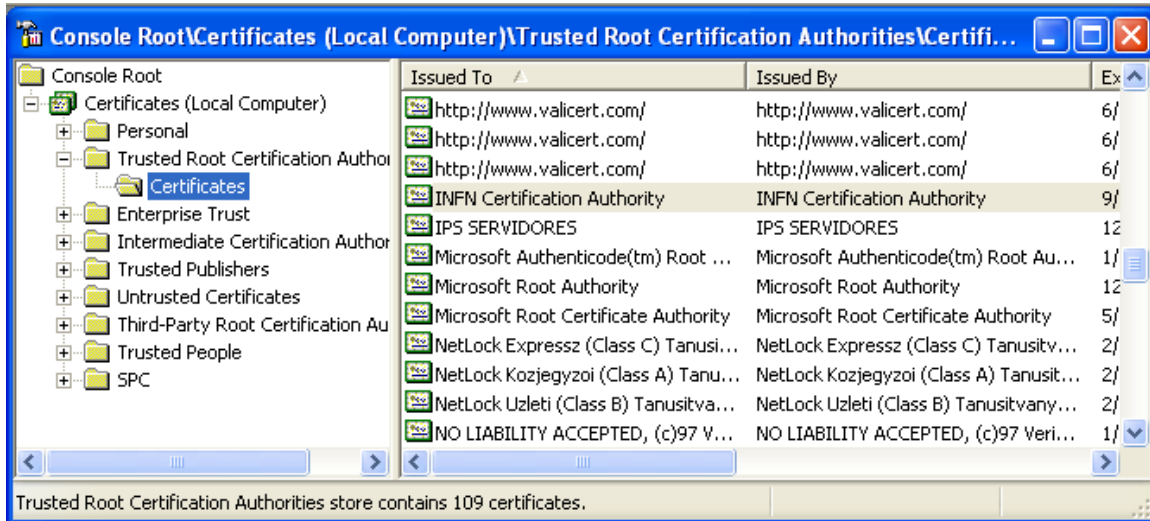 Console Root\Certificates (Local Computer)\Trusted Root Certification Authorities\Certifi...
Console Root
Certificates (Local Computer)
Personal
Trusted Root Certification Author
Certificates
Enterprise Trust
Intermediate Certification Author
Trusted Publishers
Untrusted Certificates
Third-Party Root Certification Au
Trusted People
SPC
Issued To Issued By Ex
http://www.valicert.com/ http://www.valicert.com/ 6/
http://www.valicert.com/ http://www.valicert.com/ 6/
http://www.valicert.com/ http://www.valicert.com/ 6/
INFN Certification Authority INFN Certification Authority 9/
IPS SERVIDORES IPS SERVIDORES 12
Microsoft Authenticode(tm) Root ... Microsoft Authenticode(tm) Root Au... 1/
Microsoft Root Authority Microsoft Root Authority 12
Microsoft Root Certificate Authority Microsoft Root Certificate Authority 5/
NetLock Expressz (Class C) Tanusi... NetLock Expressz (Class C) Tanusitv... 2/
NetLock Kozjegyzoi (Class A) Tanu... NetLock Kozjegyzoi (Class A) Tanusit... 2/
NetLock Uzleti (Class B) Tanusitva... NetLock Uzleti (Class B) Tanusitvany... 2/
NO LIABILITY ACCEPTED, (c)97 V... NO LIABILITY ACCEPTED, (c)97 Veri... 1/
Trusted Root Certification Authorities store contains 109 certificates.